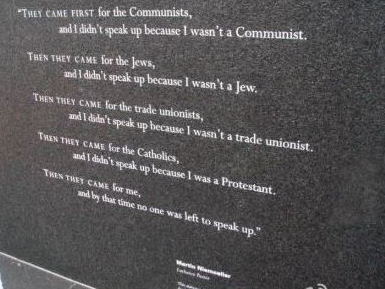 "THEY CAME FIRST for the Communists,
and I didn't speak up because I wasn't a Communist.
THEN THEY CAME for the Jews,
and I didn't speak up because I wasn't a Jew.
THEN THEY CAME for the trade unionists,
and I didn't speak up because I wasn't a trade unionist.
THEN THEY CAME for the Catholics,
and I didn't speak up because I was a Protestant.
THEN THEY CAME for me,
and by that time no one was left to speak up."
Martin Niemoeller
Lutheran Pastor